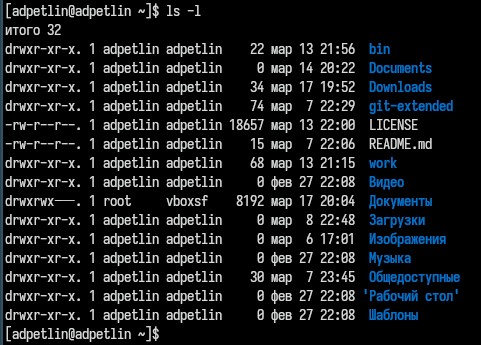 [adpetlin@adpetlin ~]$ ls -l
итого 32
drwxr-xr-x. 1 adpetlin adpetlin    22 мар 13 21:56  bin
drwxr-xr-x. 1 adpetlin adpetlin     0 мар 14 20:22  Documents
drwxr-xr-x. 1 adpetlin adpetlin    34 мар 17 19:52  Downloads
drwxr-xr-x. 1 adpetlin adpetlin    74 мар  7 22:29  git-extended
-rw-r--r--. 1 adpetlin adpetlin 18657 мар 13 22:00  LICENSE
-rw-r--r--. 1 adpetlin adpetlin    15 мар  7 22:06  README.md
drwxr-xr-x. 1 adpetlin adpetlin    68 мар 13 21:15  work
drwxr-xr-x. 1 adpetlin adpetlin     0 фев 27 22:08  Видео
drwxrwx---. 1 root     vboxsf    8192 мар 17 20:04  Документы
drwxr-xr-x. 1 adpetlin adpetlin     0 мар  8 22:48  Загрузки
drwxr-xr-x. 1 adpetlin adpetlin     0 мар  6 17:01  Изображения
drwxr-xr-x. 1 adpetlin adpetlin     0 фев 27 22:08  Музыка
drwxr-xr-x. 1 adpetlin adpetlin    30 мар  7 23:45  Общедоступные
drwxr-xr-x. 1 adpetlin adpetlin     0 фев 27 22:08 'Рабочий стол'
drwxr-xr-x. 1 adpetlin adpetlin     0 фев 27 22:08  Шаблоны
[adpetlin@adpetlin ~]$